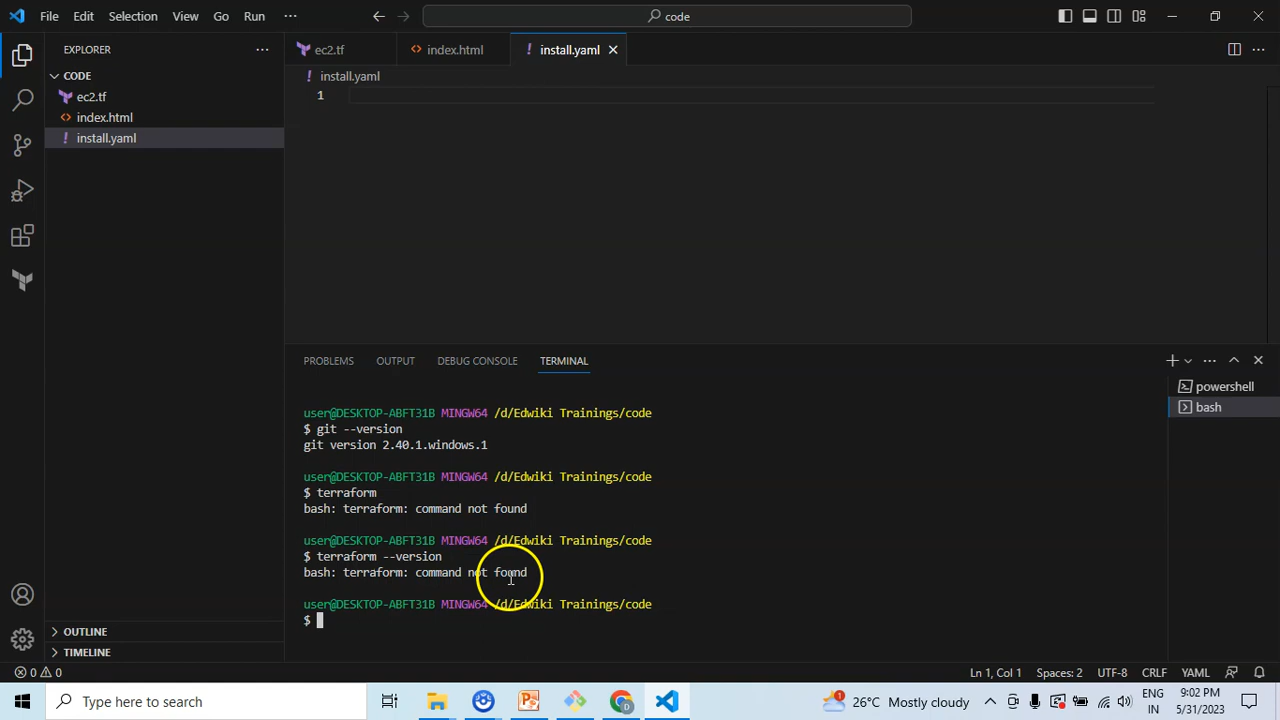 File Edit Selection View Go Run ···
code
EXPLORER ···
CODE
ec2.tf
index.html
! install.yaml
OUTLINE
TIMELINE
ec2.tf
index.html
! install.yaml
! install.yaml
1
PROBLEMS OUTPUT DEBUG CONSOLE TERMINAL
powershell
bash
user@DESKTOP-ABFT31B MINGW64 /d/Edwiki Trainings/code
$ git --version
git version 2.40.1.windows.1
user@DESKTOP-ABFT31B MINGW64 /d/Edwiki Trainings/code
$ terraform
bash: terraform: command not found
user@DESKTOP-ABFT31B MINGW64 /d/Edwiki Trainings/code
$ terraform --version
bash: terraform: command not found
user@DESKTOP-ABFT31B MINGW64 /d/Edwiki Trainings/code
$
0 0 Ln 1, Col 1 Spaces: 2 UTF-8 CRLF YAML
Type here to search
1 26°C Mostly cloudy
ENG
IN
9:02 PM
5/31/2023